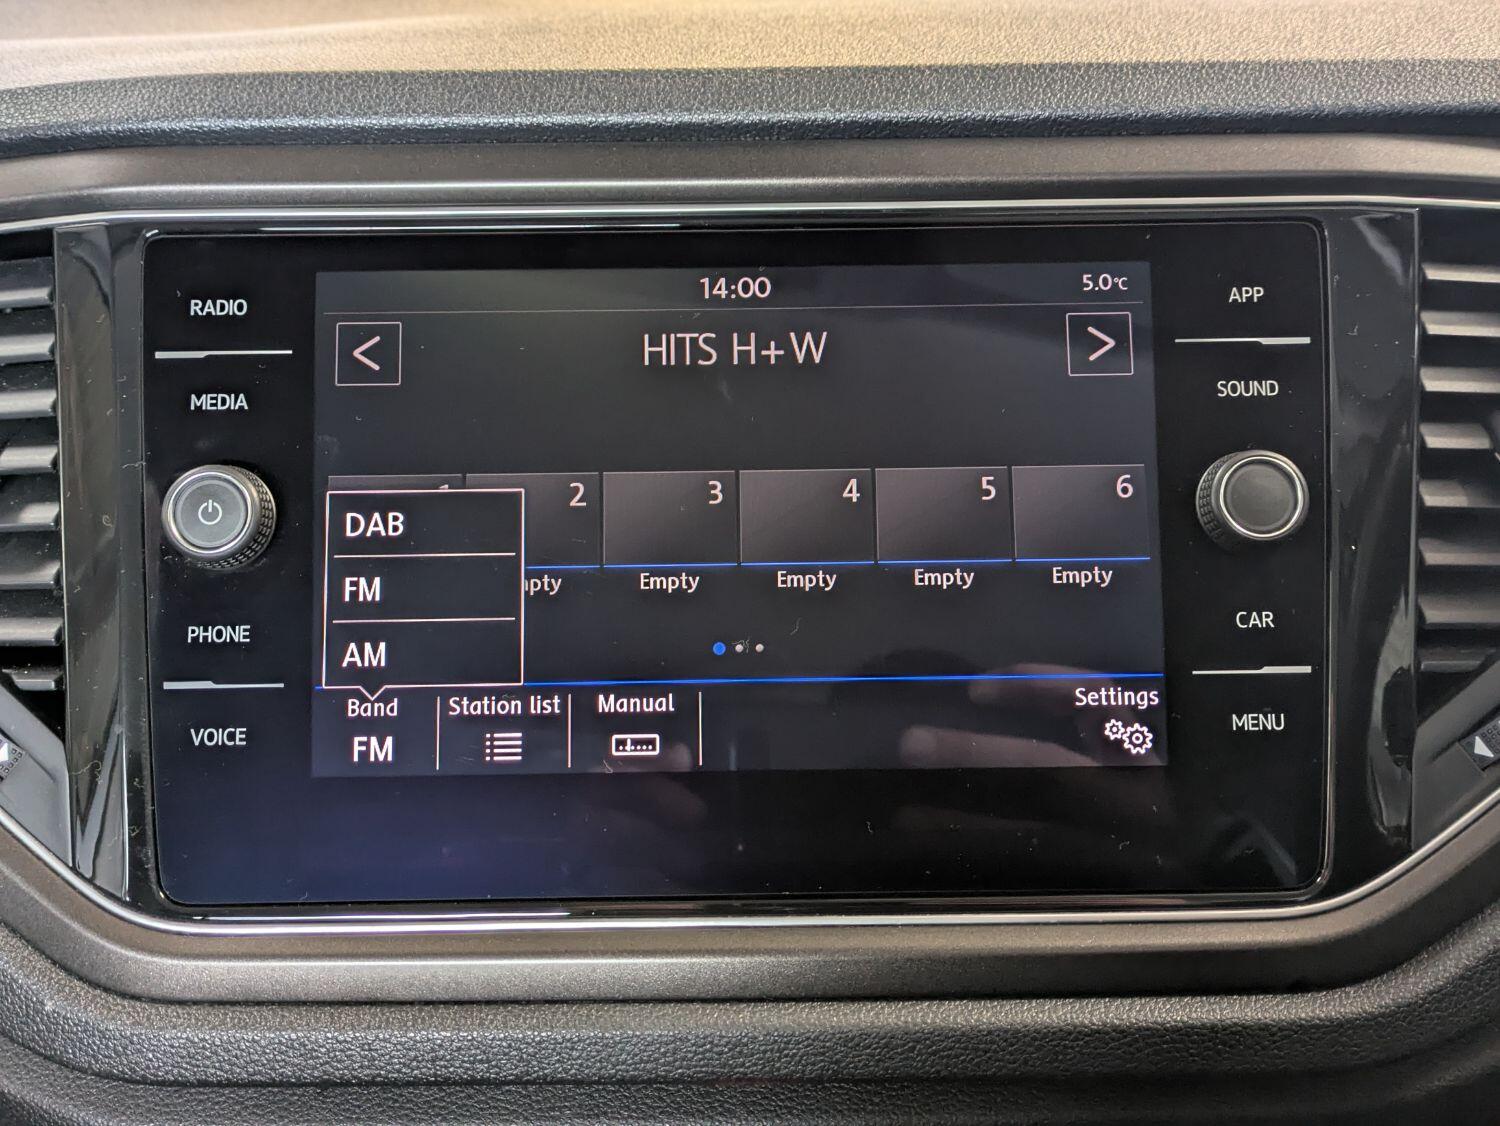 RADIO
MEDIA
PHONE
VOICE
14:00
5.0°C
<
HITS H+W
>
2
3
4
5
6
Empty
Empty
Empty
Empty
DAB
FM
AM
Band
FM
Station list
Manual
Settings
APP
SOUND
CAR
MENU